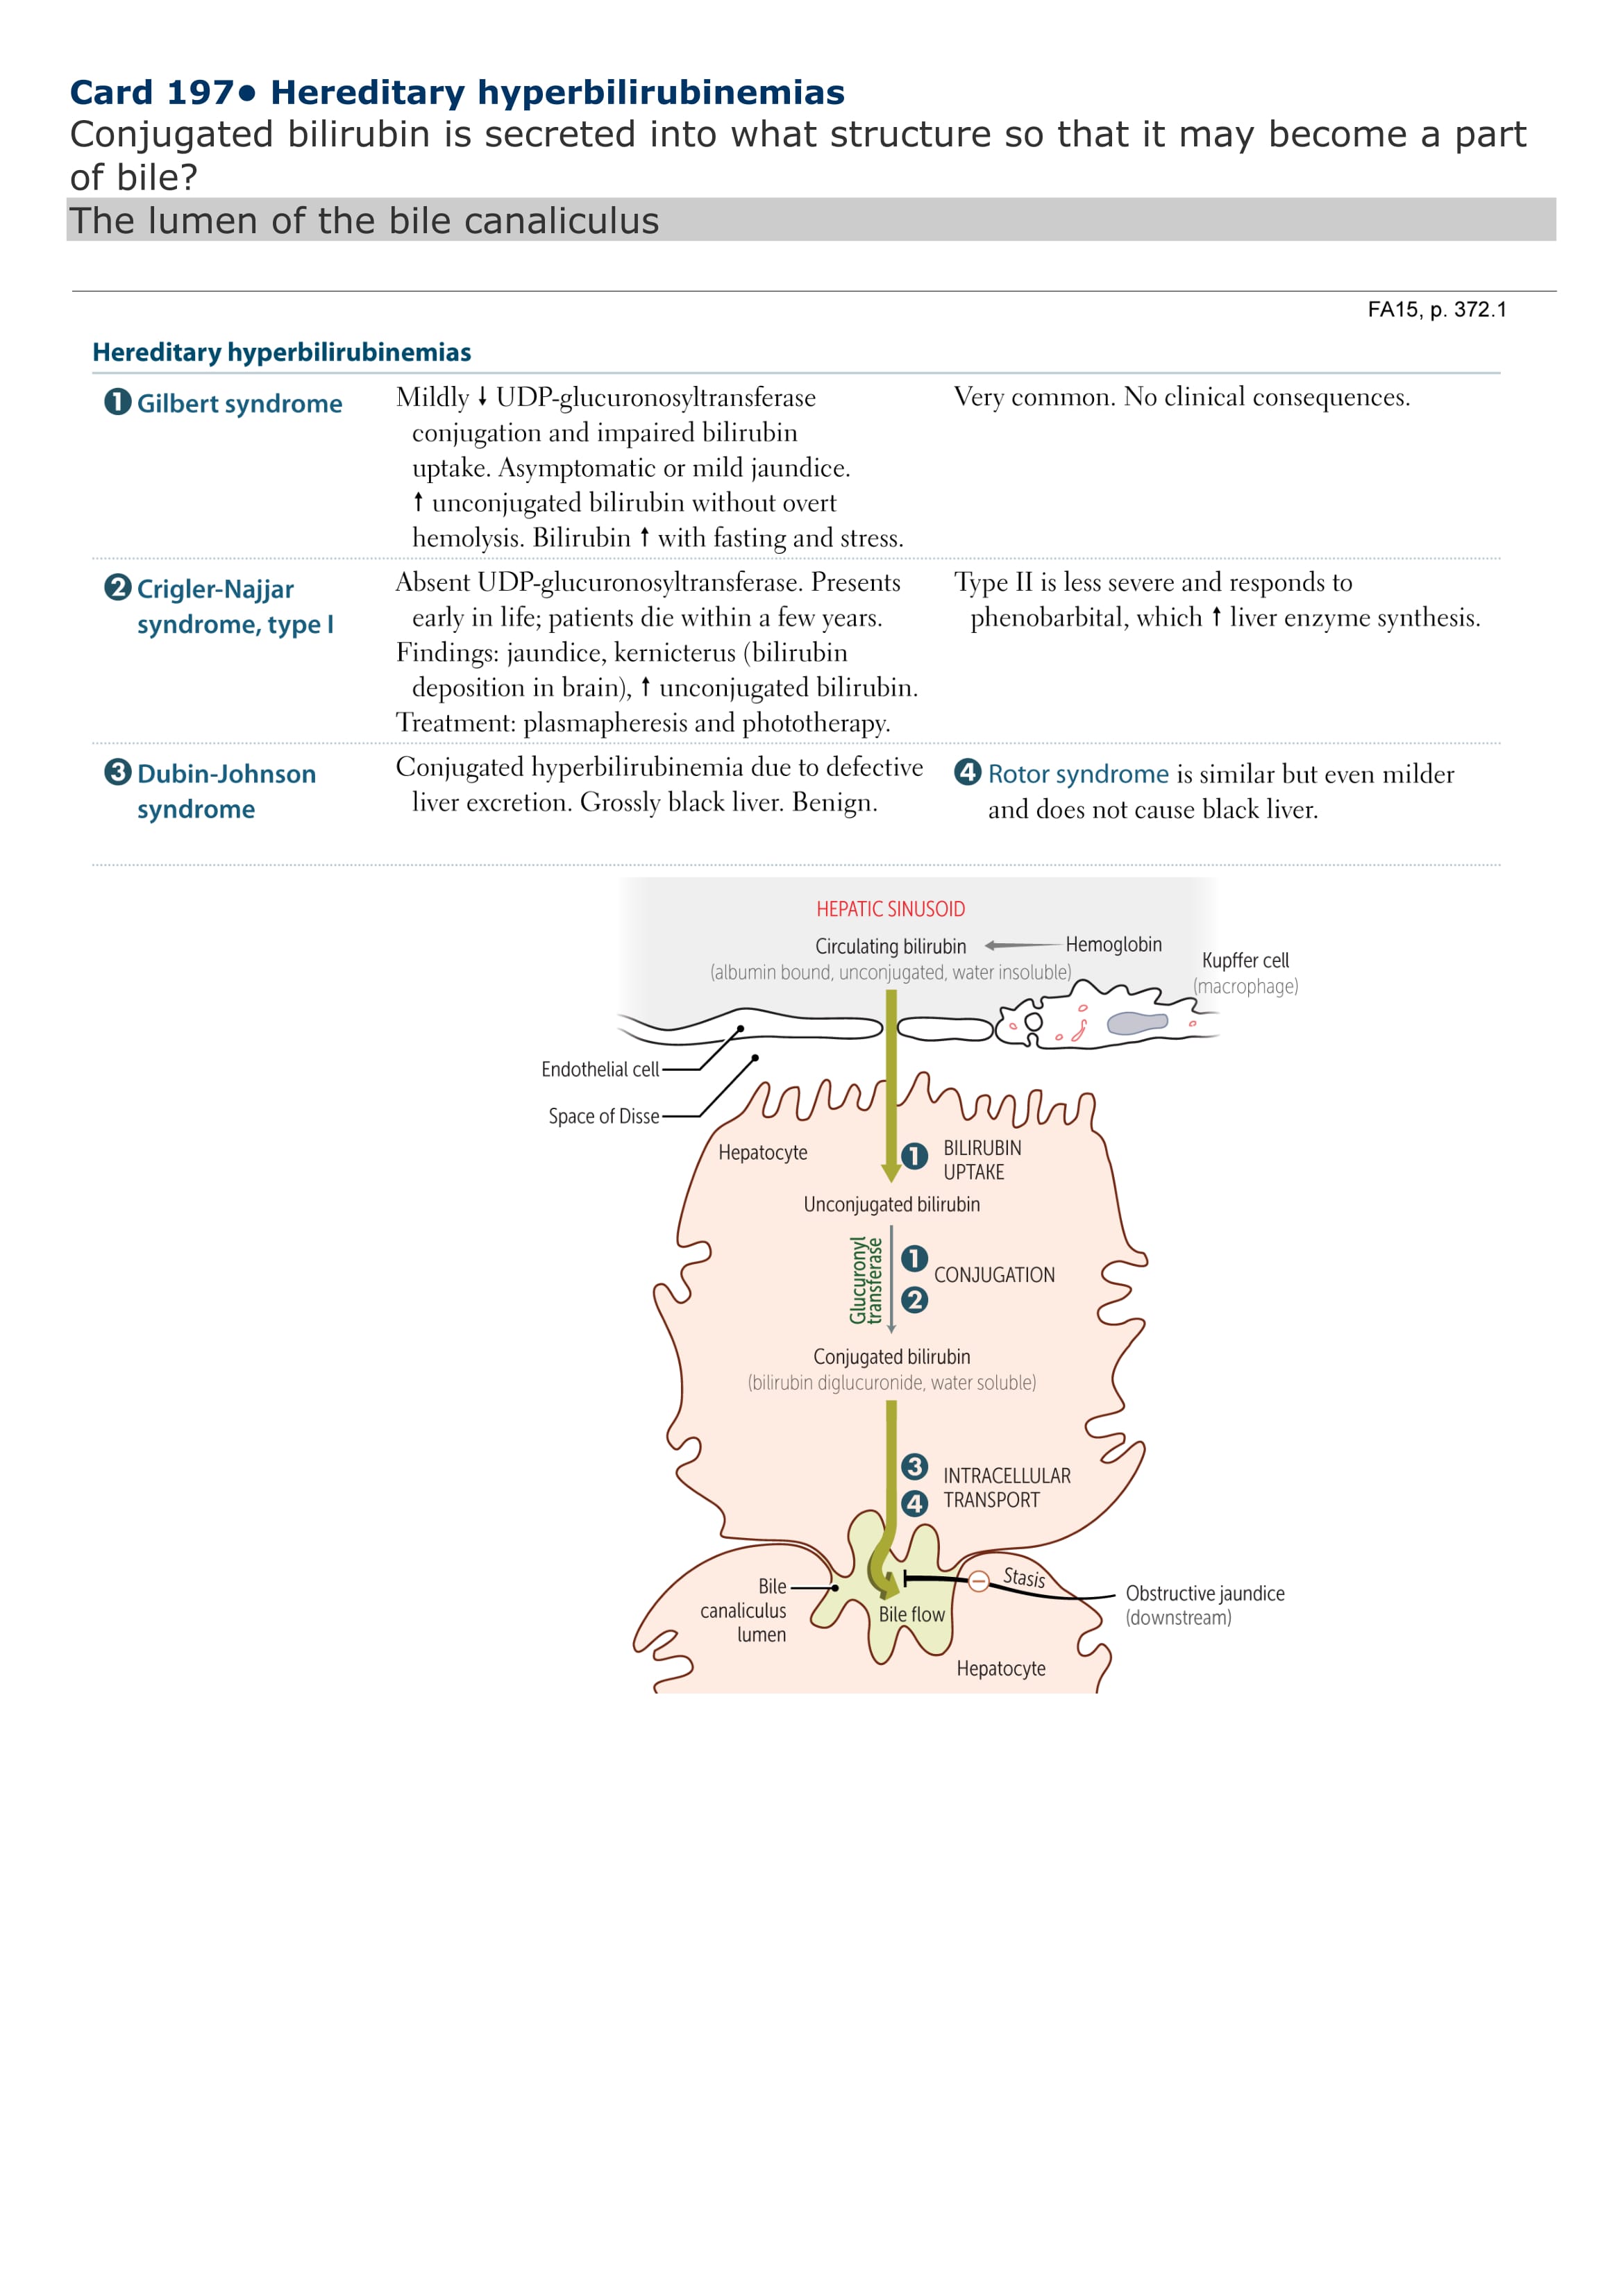 Card 197● Hereditary hyperbilirubinemias
Conjugated bilirubin is secreted into what structure so that it may become a part
of bile?
The lumen of the bile canaliculus
FA15, p. 372.1
Hereditary hyperbilirubinemias
❶ Gilbert syndrome
Mildly ↓ UDP-glucuronosyltransferase
conjugation and impaired bilirubin
uptake. Asymptomatic or mild jaundice.
↑ unconjugated bilirubin without overt
hemolysis. Bilirubin ↑ with fasting and stress.
Very common. No clinical consequences.
❷ Crigler-Najjar
syndrome, type I
Absent UDP-glucuronosyltransferase. Presents
early in life; patients die within a few years.
Findings: jaundice, kernicterus (bilirubin
deposition in brain), ↑ unconjugated bilirubin.
Treatment: plasmapheresis and phototherapy.
Type II is less severe and responds to
phenobarbital, which ↑ liver enzyme synthesis.
❸ Dubin-Johnson
syndrome
Conjugated hyperbilirubinemia due to defective
liver excretion. Grossly black liver. Benign.
❹ Rotor syndrome is similar but even milder
and does not cause black liver.
HEPATIC SINUSOID
Circulating bilirubin
(albumin bound, unconjugated, water insoluble)
Hemoglobin
Kupffer cell
(macrophage)
Endothelial cell
Space of Disse
Hepatocyte
❶ BILIRUBIN
UPTAKE
Unconjugated bilirubin
Glucuronyl
transferase
❶
❷
CONJUGATION
Conjugated bilirubin
(bilirubin diglucuronide, water soluble)
❸
❹
INTRACELLULAR
TRANSPORT
Bile
canaliculus
lumen
Bile flow
Stasis
Obstructive jaundice
(downstream)
Hepatocyte